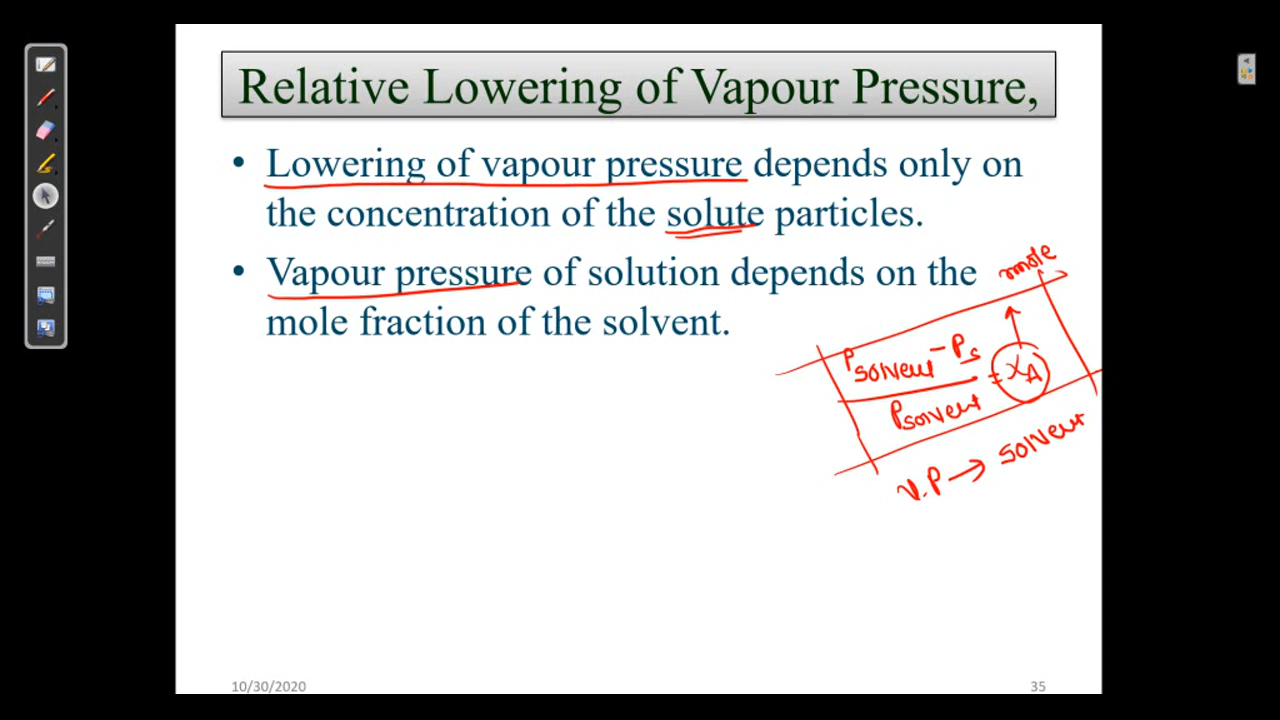 Relative Lowering of Vapour Pressure,
• Lowering of vapour pressure depends only on
the concentration of the solute particles.
• Vapour pressure of solution depends on the
mole fraction of the solvent.
mole
Psolvent - Ps
= XA
Psolvent
V.P → solvent
10/30/2020
35